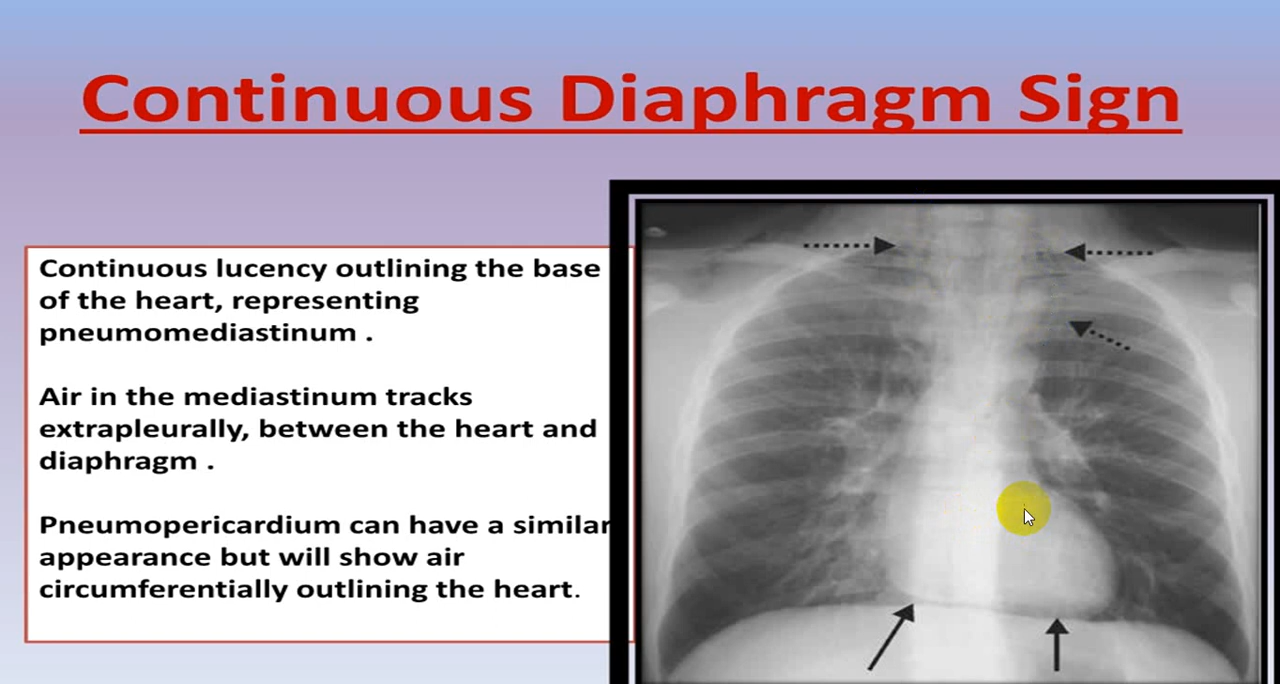 Continuous Diaphragm Sign
Continuous lucency outlining the base
of the heart, representing
pneumomediastinum .
Air in the mediastinum tracks
extrapleurally, between the heart and
diaphragm .
Pneumopericardium can have a similar
appearance but will show air
circumferentially outlining the heart.